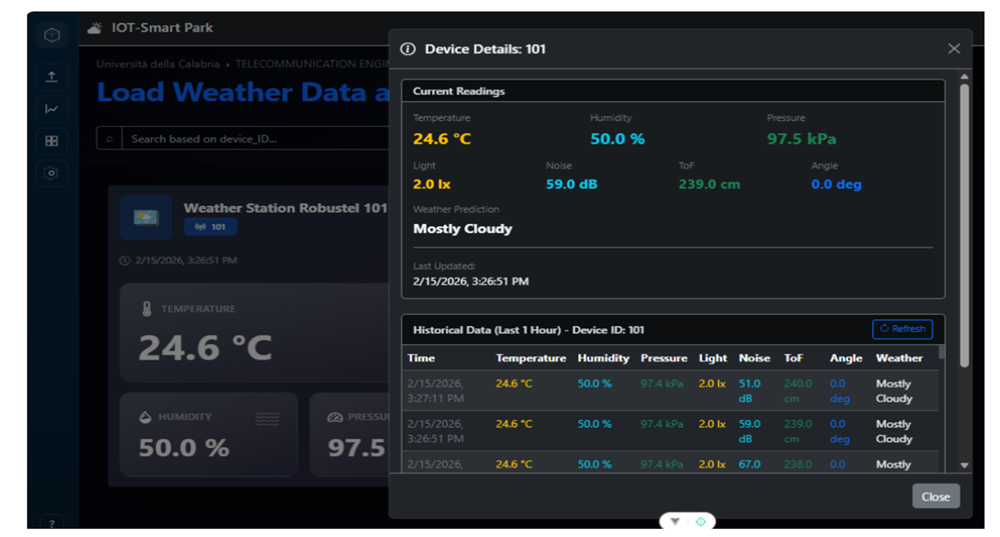 IOT-Smart Park
Università della Calabria » TELECOMMUNICATION ENGIN
Load Weather Data a
Search based on device_ID...
Weather Station Robustel 101
101
2/15/2026, 3:26:51 PM
TEMPERATURE
24.6 °C
HUMIDITY
50.0 %
PRESSU
97.5
?
Device Details: 101
Current Readings
Temperature Humidity Pressure
24.6 °C 50.0 % 97.5 kPa
Light Noise ToF Angle
2.0 lx 59.0 dB 239.0 cm 0.0 deg
Weather Prediction
Mostly Cloudy
Last Updated:
2/15/2026, 3:26:51 PM
Historical Data (Last 1 Hour) - Device ID: 101 Refresh
Time Temperature Humidity Pressure Light Noise ToF Angle Weather
2/15/2026, 24.6 °C 50.0 % 97.4 kPa 2.0 lx 51.0 240.0 0.0 Mostly
3:27:11 PM dB cm deg Cloudy
2/15/2026, 24.6 °C 50.0 % 97.4 kPa 2.0 lx 59.0 239.0 0.0 Mostly
3:26:51 PM dB cm deg Cloudy
2/15/2026, 24.6 °C 50.0 % 97.4 kPa 2.0 lx 67.0 238.0 0.0 Mostly
Close